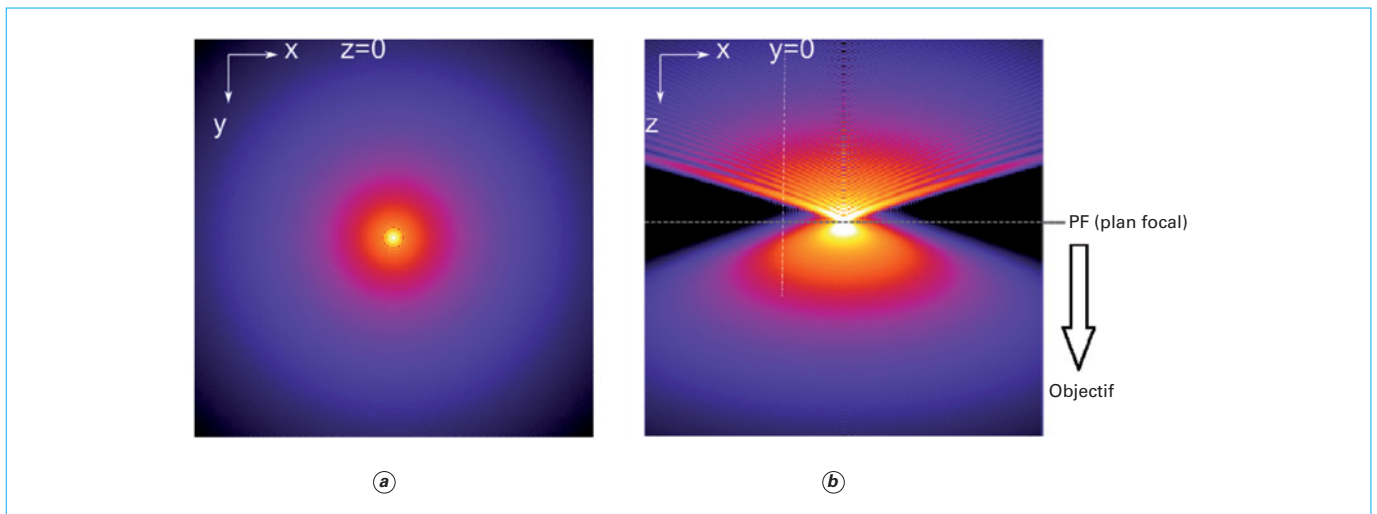 x z=0
y
x y=0
z
PF (plan focal)
Objectif
a
b